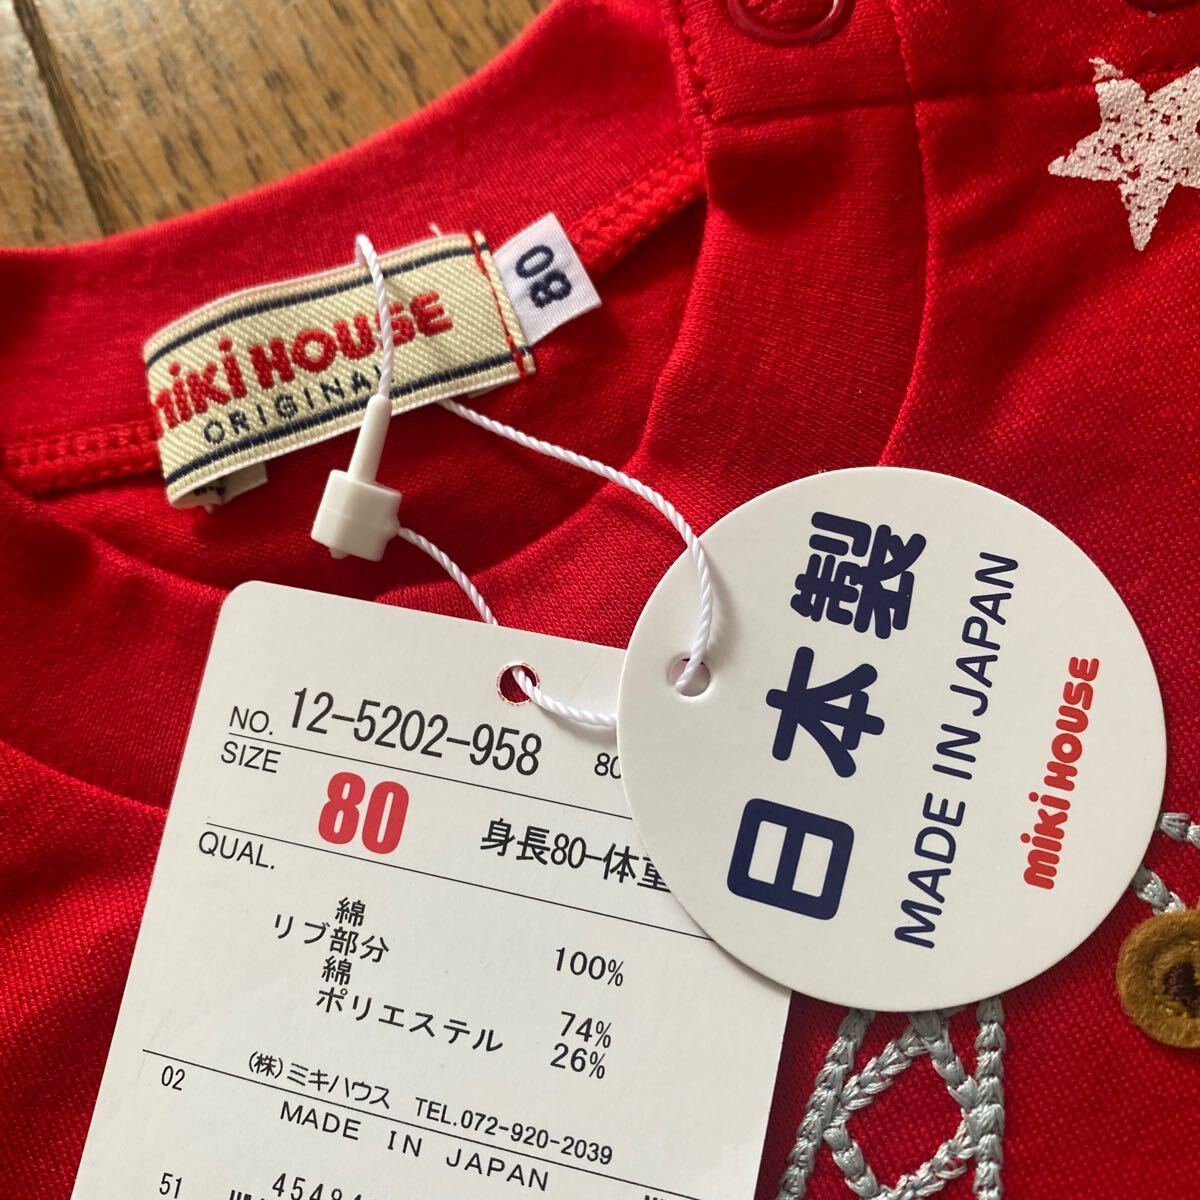 miki HOUSE
ORIGINAL
80
NO. 12-5202-958 80
SIZE 80 身長80-体重
QUAL.
綿 100%
リブ部分
綿 74%
ポリエステル 26%
(株)ミキハウス TEL.072-920-2039
02 MADE IN JAPAN
51
日本製
MADE IN JAPAN
miki HOUSE